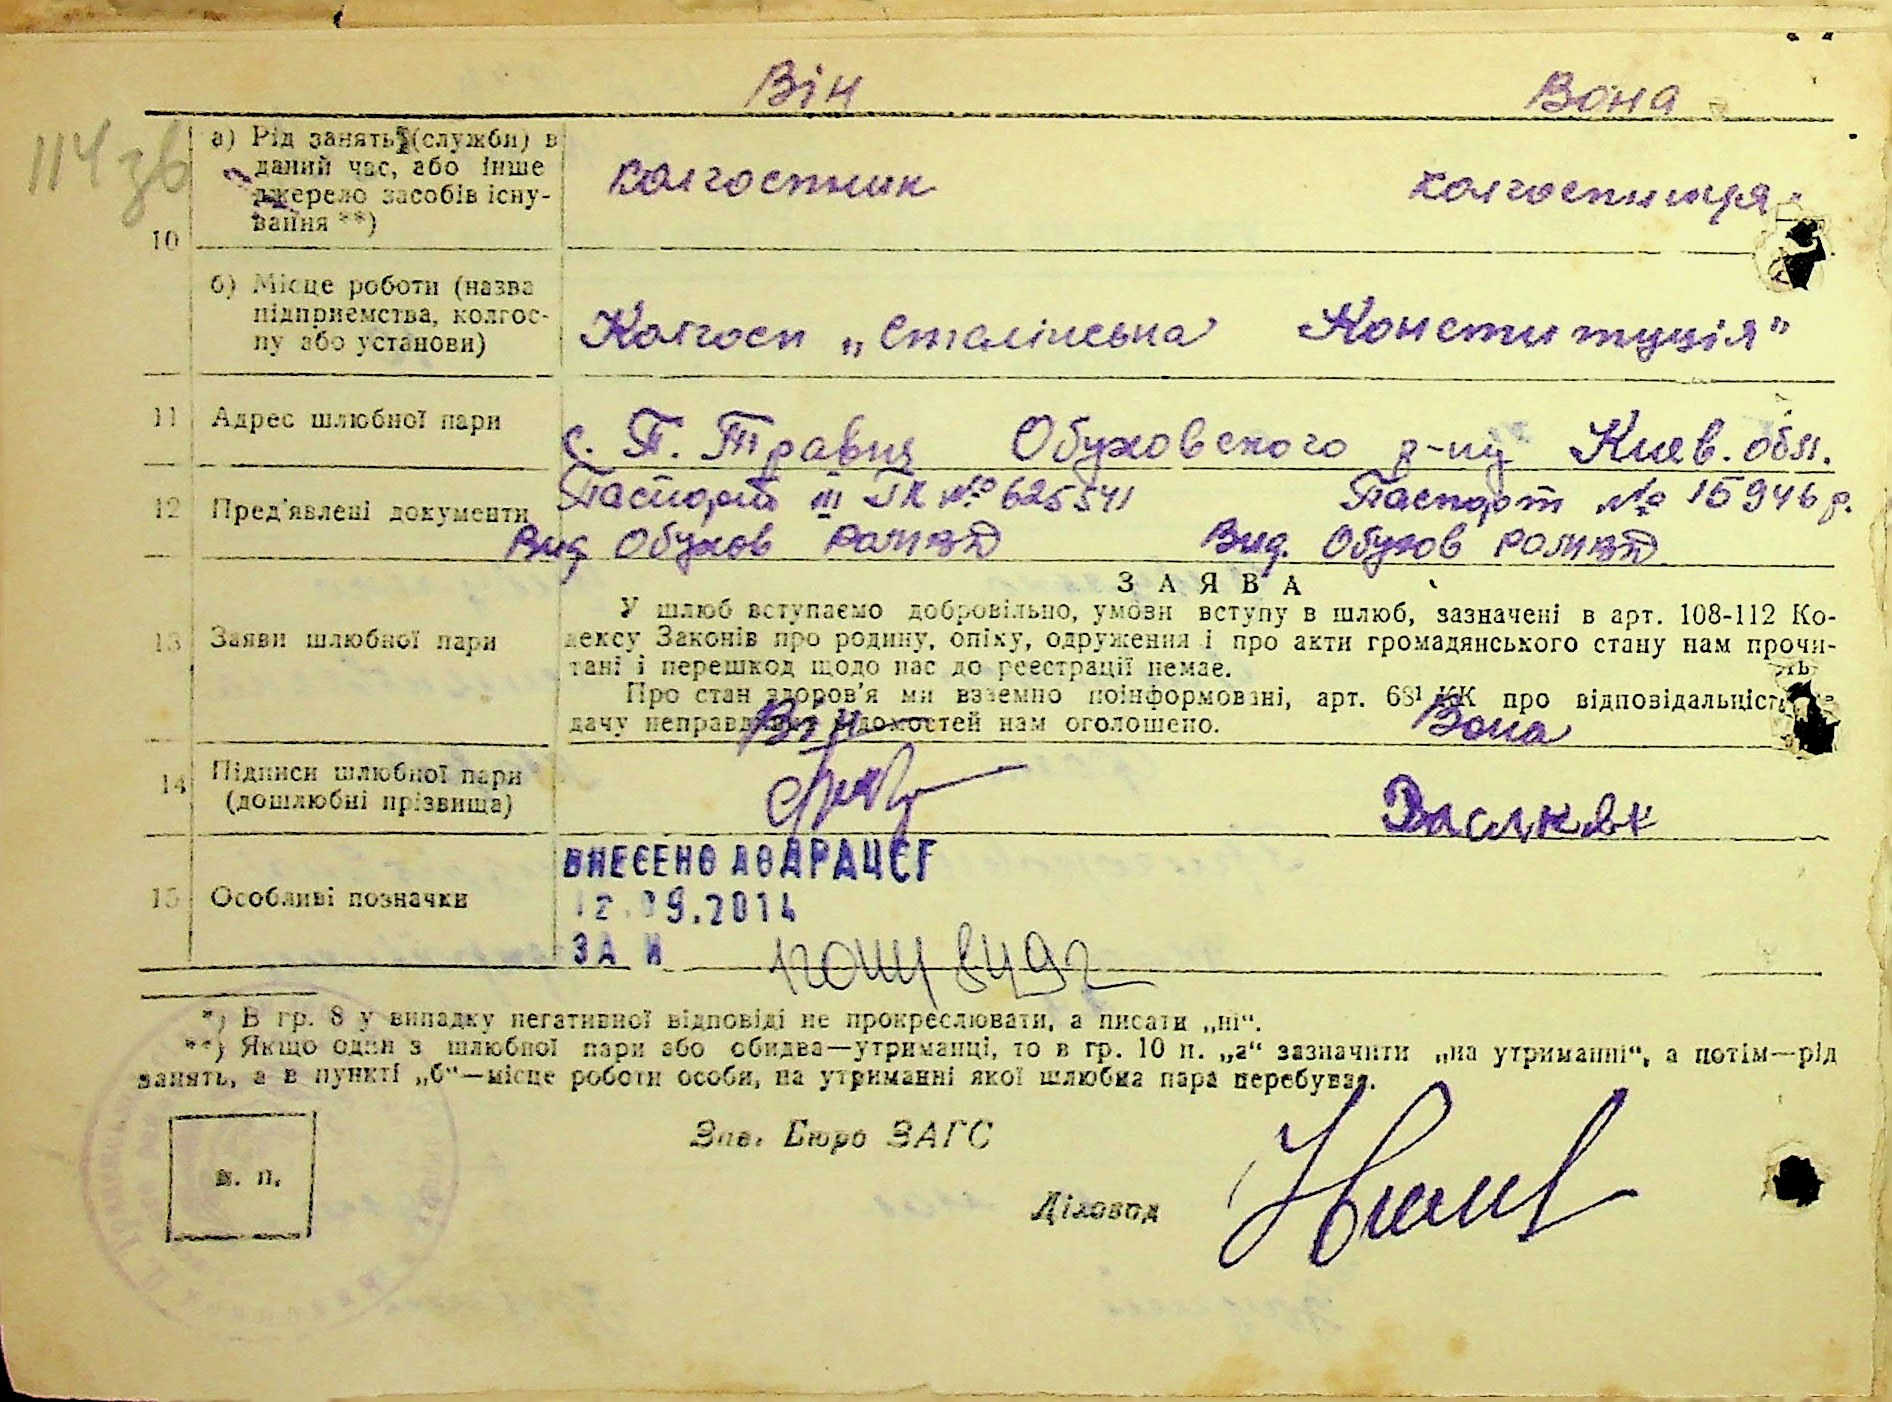 Він Вона
114 зв
а) Рід занять (служби) в
даний час, або інше
джерело засобів існу-
вання **)
колгоспник колгоспниця
10
б) Місце роботи (назва
підприємства, колгос-
пу або установи)
Колгосп „Сталінська Конституція"
11 Адрес шлюбної пари
с. П. Травня Обуховского р-ну Киев. обл.
12 Пред'явлені документи
Паспорт III ГК № 625541 Паспорт № 15946 р.
Вид. Обухов РОМВД Вид. Обухов РОМВД
ЗАЯВА
13 Заяви шлюбної пари
У шлюб вступаємо добровільно, умови вступу в шлюб, зазначені в арт. 108-112 Ко-
дексу Законів про родину, опіку, одруження і про акти громадянського стану нам прочи-
тані і перешкод щодо нас до реєстрації немає.
Про стан здоров'я ми взаємно поінформовані, арт. 68¹ КК про відповідальність
дачу неправдивих відомостей нам оголошено.
Він Вона
14 Підписи шлюбної пари
(дошлюбні прізвища)
ВНЕСЕНО ДО ДРАЦСГ
12.09.2014
15 Особливі позначки
ЗА И
*) В гр. 8 у випадку негативної відповіді не прокреслювати, а писати „ні“.
**) Якщо один з шлюбної пари або обидва—утриманці, то в гр. 10 п. „а“ зазначити „на утриманні“, а потім—рід
занять, а в пункті „б“—місце роботи особи, на утриманні якої шлюбна пара перебуває.
Зав. Бюро ЗАГС
м. п.
Діловод